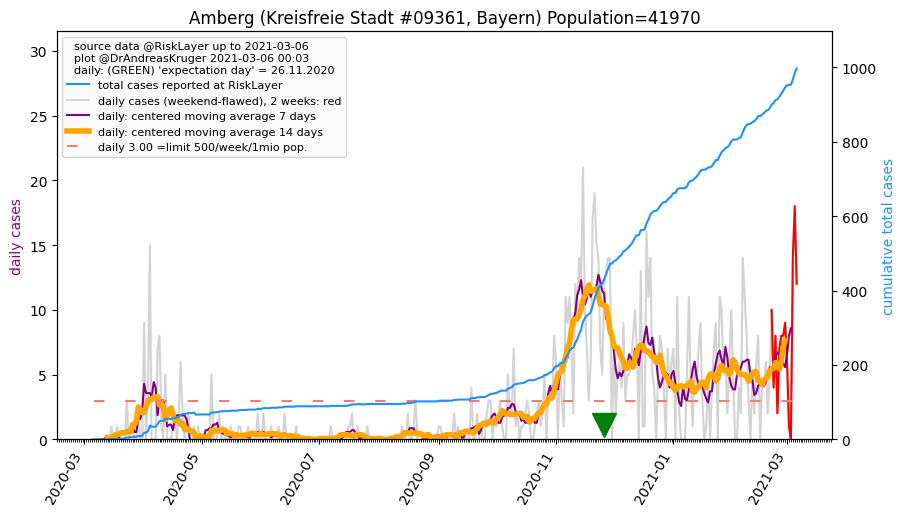 Amberg (Kreisfreie Stadt #09361, Bayern) Population=41970
source data @RiskLayer up to 2021-03-06
plot @DrAndreasKruger 2021-03-06 00:03
daily: (GREEN) 'expectation day' = 26.11.2020
total cases reported at RiskLayer
daily cases (weekend-flawed), 2 weeks: red
daily: centered moving average 7 days
daily: centered moving average 14 days
daily 3.00 =limit 500/week/1mio pop.
daily cases
30
25
20
15
10
5
0
cumulative total cases
1000
800
600
400
200
0
2020-03
2020-05
2020-07
2020-09
2020-11
2021-01
2021-03